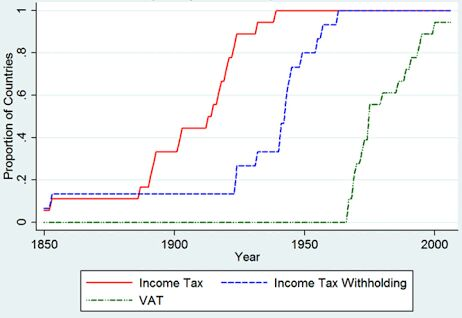 1
.8
.6
.4
.2
0
Proportion of Countries
1850 1900 1950 2000
Year
Income Tax Income Tax Withholding
VAT